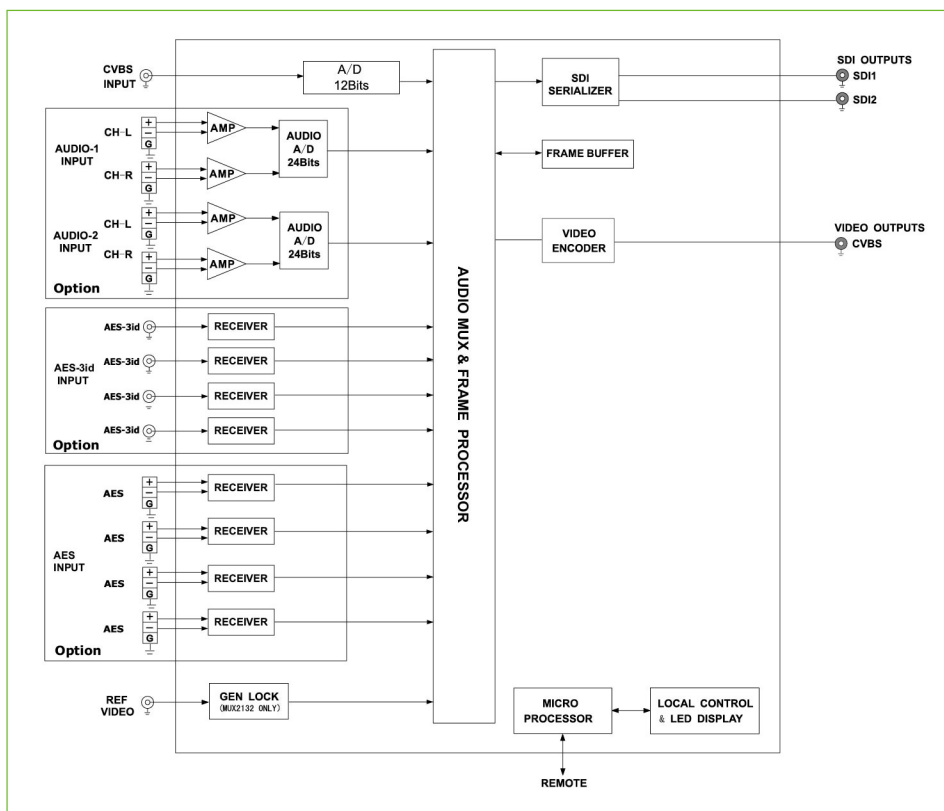 CVBS
INPUT
A/D
12Bits
SDI
SERIALIZER
SDI OUTPUTS
SDI1
SDI2
AUDIO-1
INPUT
CH-L
+
−
G
AMP
AUDIO
A/D
24Bits
CH-R
+
−
G
AMP
FRAME BUFFER
AUDIO-2
INPUT
CH-L
+
−
G
AMP
AUDIO
A/D
24Bits
CH-R
+
−
G
AMP
Option
VIDEO
ENCODER
VIDEO OUTPUTS
CVBS
AUDIO MUX & FRAME PROCESSOR
AES-3id
INPUT
AES-3id
RECEIVER
AES-3id
RECEIVER
AES-3id
RECEIVER
AES-3id
RECEIVER
Option
AES
INPUT
AES
+
−
G
RECEIVER
AES
+
−
G
RECEIVER
AES
+
−
G
RECEIVER
AES
+
−
G
RECEIVER
Option
REF
VIDEO
GEN LOCK
(MUX2132 ONLY)
MICRO
PROCESSOR
LOCAL CONTROL
& LED DISPLAY
REMOTE